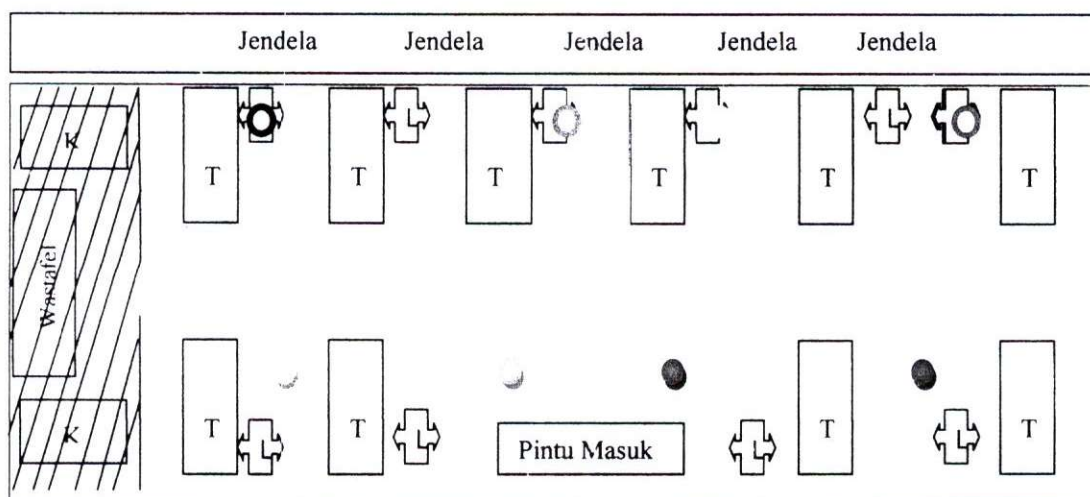 Jendela Jendela Jendela Jendela Jendela
K
L L
T T T T T T
Wastafel
K T T T T
L L L L
Pintu Masuk